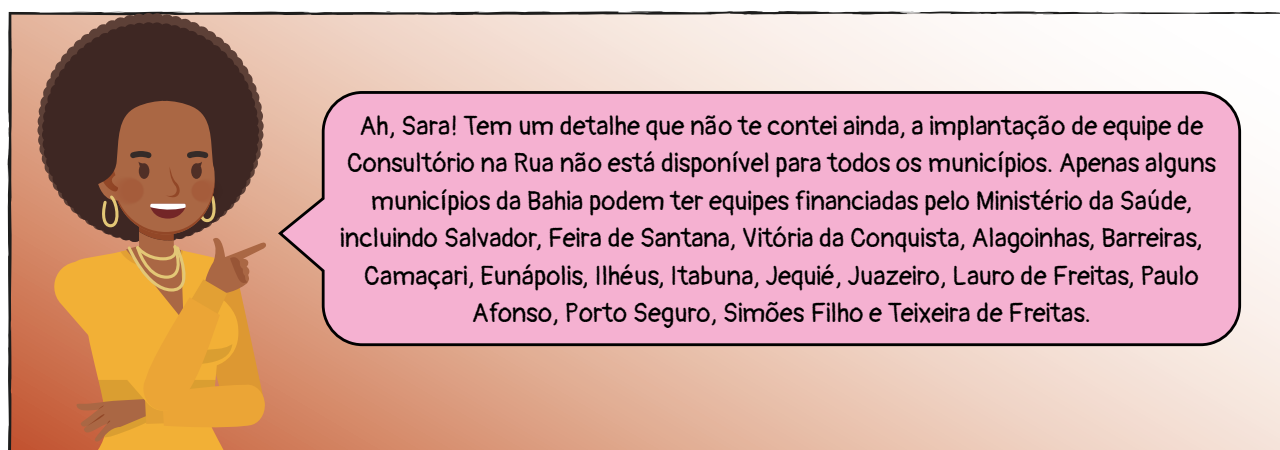 Ah, Sara! Tem um detalhe que não te contei ainda, a implantação de equipe de
Consultório na Rua não está disponível para todos os municípios. Apenas alguns
municípios da Bahia podem ter equipes financiadas pelo Ministério da Saúde,
incluindo Salvador, Feira de Santana, Vitória da Conquista, Alagoinhas, Barreiras,
Camaçari, Eunápolis, Ilhéus, Itabuna, Jequié, Juazeiro, Lauro de Freitas, Paulo
Afonso, Porto Seguro, Simões Filho e Teixeira de Freitas.